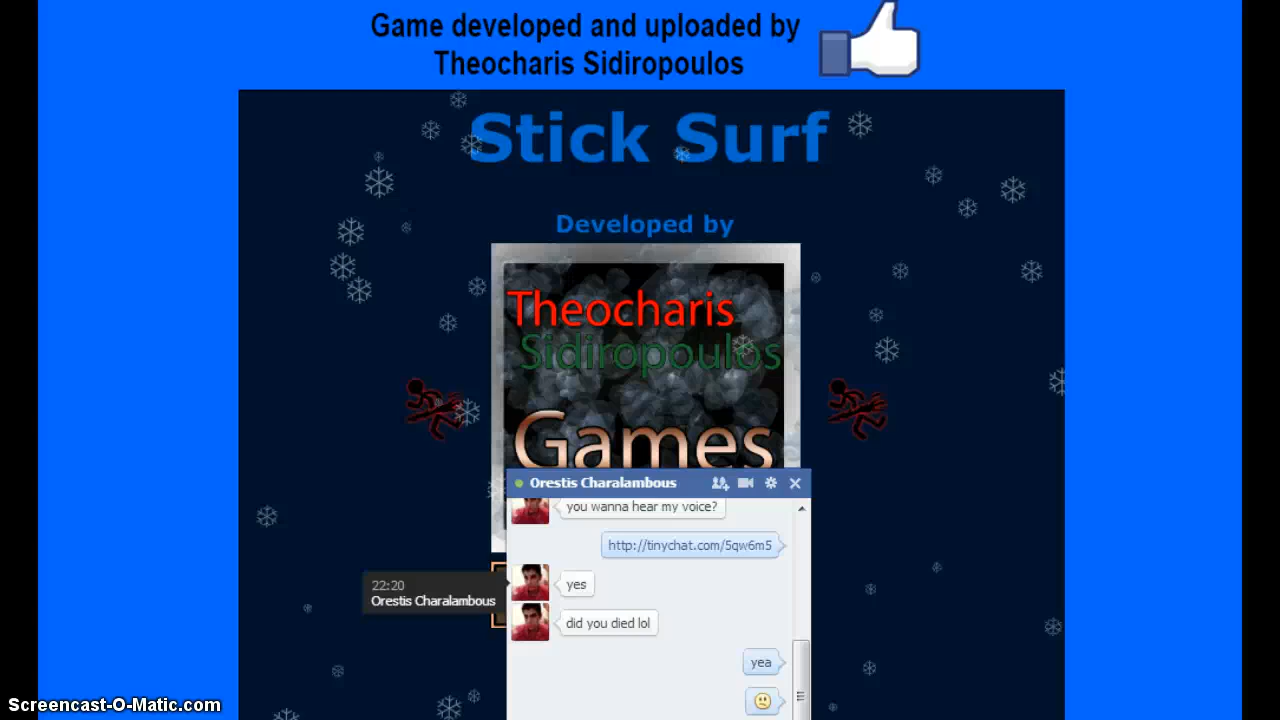 Game developed and uploaded by
Theocharis Sidiropoulos
Stick Surf
Developed by
Theocharis
Sidiropoulos
Games
Orestis Charalambous
you wanna hear my voice?
http://tinychat.com/5qw6m5
22:20
Orestis Charalambous
yes
did you died lol
yea
Screencast-O-Matic.com